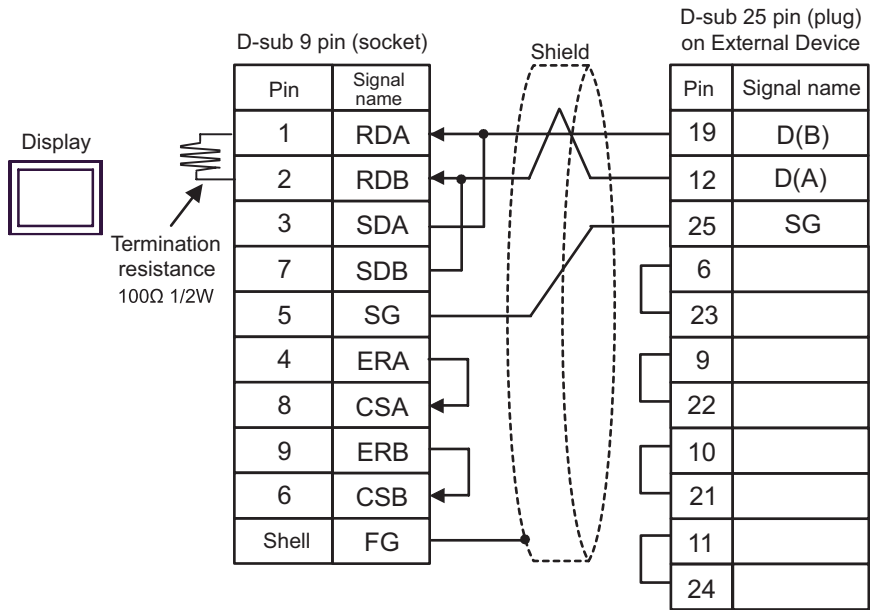 D-sub 25 pin (plug)
on External Device
D-sub 9 pin (socket)
Shield
Pin Signal name
Pin Signal name
1 RDA 19 D(B)
Display
2 RDB 12 D(A)
3 SDA 25 SG
Termination
resistance
100Ω 1/2W
7 SDB 6
5 SG 23
4 ERA 9
8 CSA 22
9 ERB 10
6 CSB 21
Shell FG 11
24